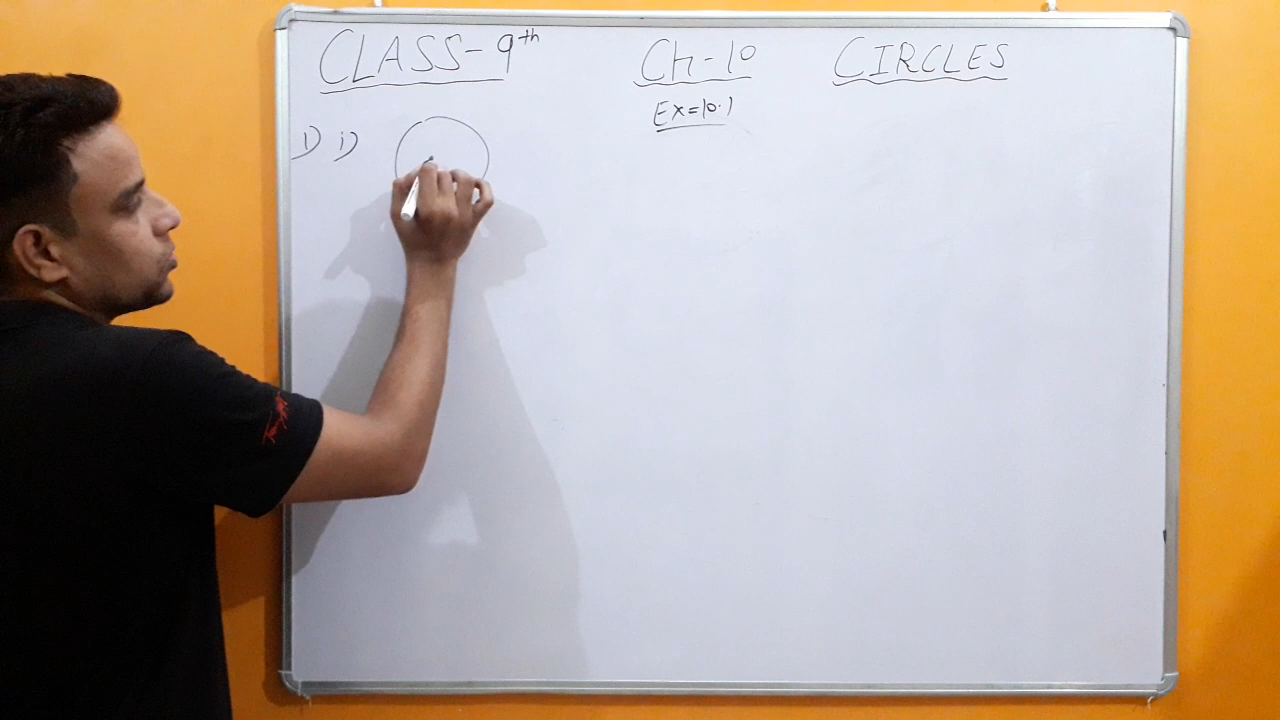 CLASS-9th Ch-10 CIRCLES
Ex=10.1
1) i)